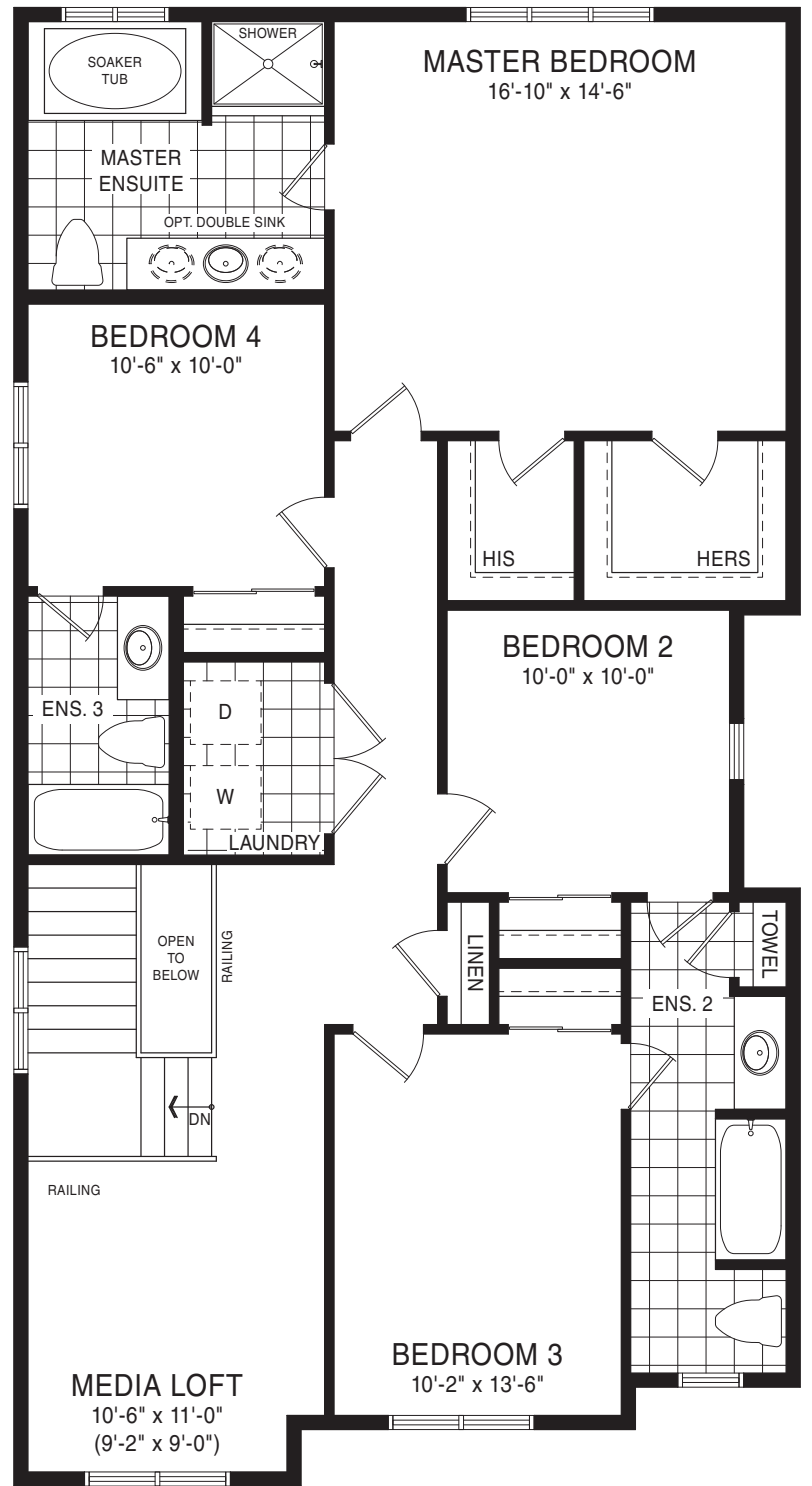 SOAKER
TUB
SHOWER
MASTER BEDROOM
16'-10" x 14'-6"
MASTER
ENSUITE
OPT. DOUBLE SINK
BEDROOM 4
10'-6" x 10'-0"
HIS
HERS
BEDROOM 2
10'-0" x 10'-0"
ENS. 3
D
W
LAUNDRY
OPEN
TO
BELOW
RAILING
LINEN
TOWEL
ENS. 2
DN
RAILING
BEDROOM 3
10'-2" x 13'-6"
MEDIA LOFT
10'-6" x 11'-0"
(9'-2" x 9'-0")